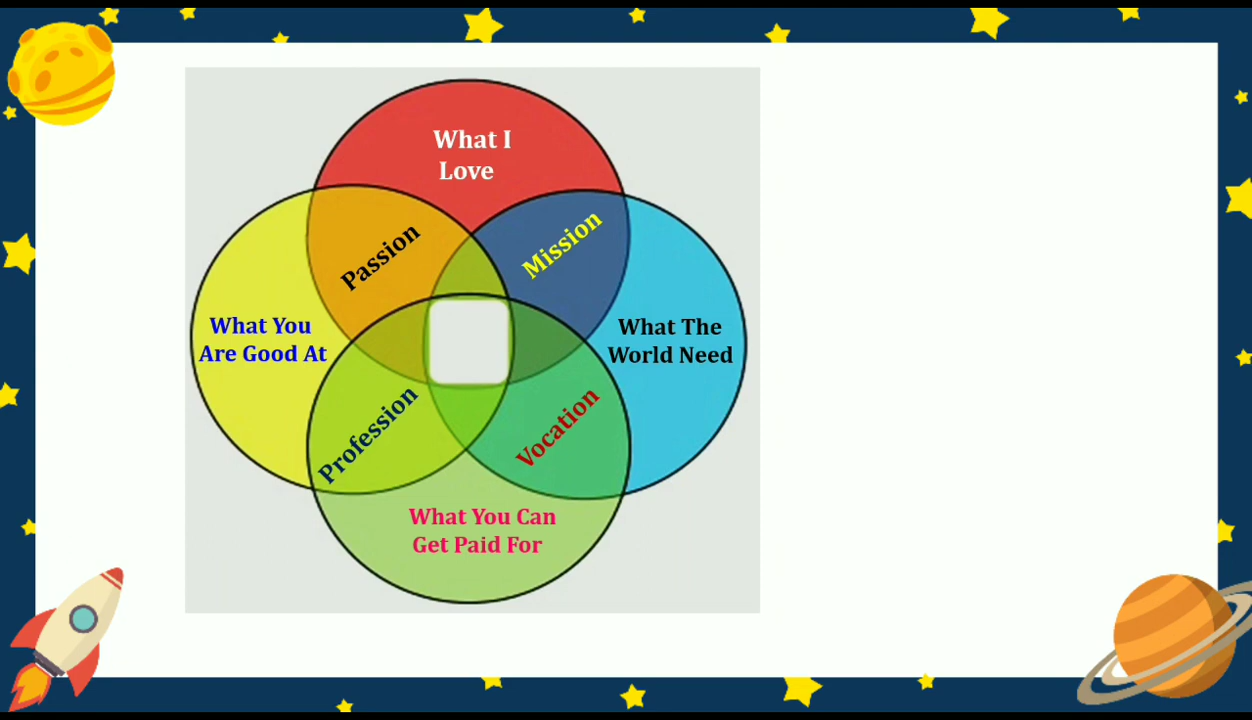 What I
Love
Passion
Mission
What You
Are Good At
What The
World Need
Profession
Vocation
What You Can
Get Paid For